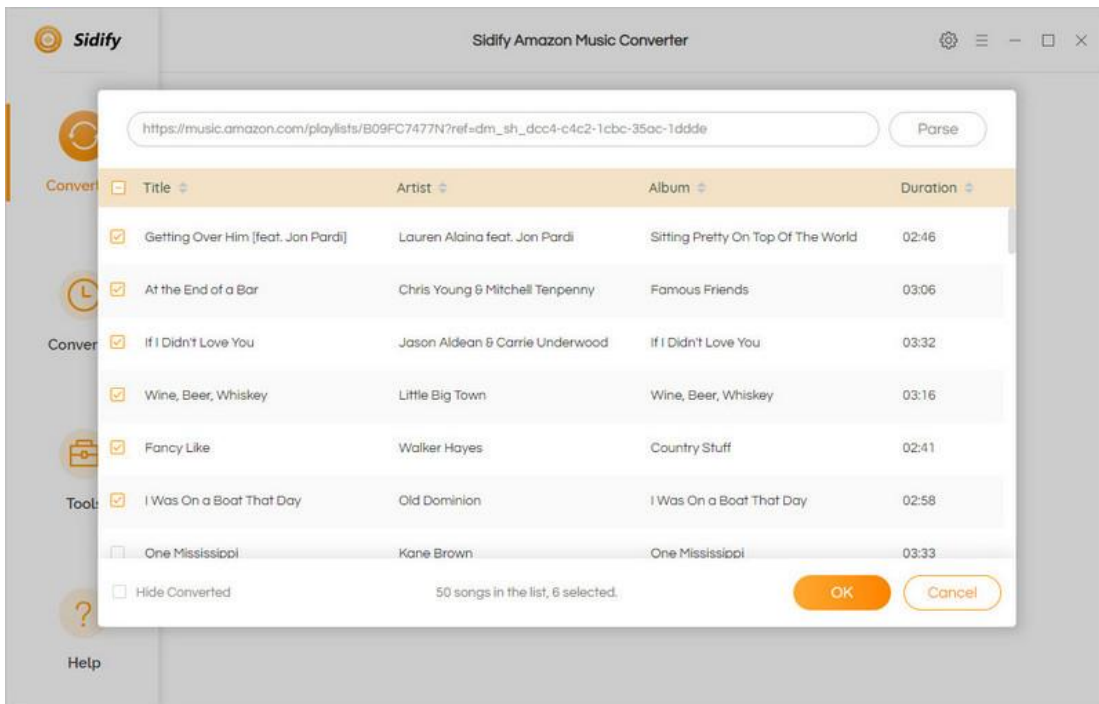 Sidify
Sidify Amazon Music Converter
https://music.amazon.com/playlists/B09FC7477N?ref=dm_sh_dcc4-c4c2-1cbc-35ac-1ddde
Parse
Title Artist Album Duration
Getting Over Him [feat. Jon Pardi] Lauren Alaina feat. Jon Pardi Sitting Pretty On Top Of The World 02:46
At the End of a Bar Chris Young & Mitchell Tenpenny Famous Friends 03:06
If I Didn't Love You Jason Aldean & Carrie Underwood If I Didn't Love You 03:32
Wine, Beer, Whiskey Little Big Town Wine, Beer, Whiskey 03:16
Fancy Like Walker Hayes Country Stuff 02:41
I Was On a Boat That Day Old Dominion I Was On a Boat That Day 02:58
One Mississippi Kane Brown One Mississippi 03:33
Hide Converted 50 songs in the list, 6 selected. OK Cancel
Convert
Conver
Tool
Help